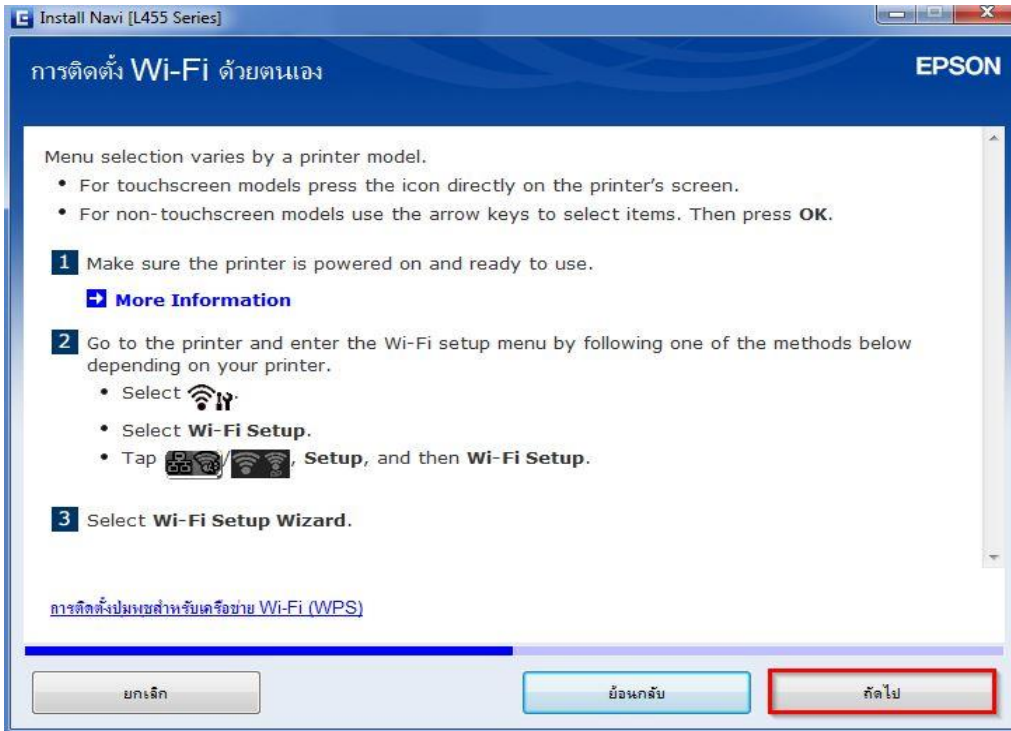 Install Navi [L455 Series]
การติดตั้ง Wi-Fi ด้วยตนเอง
EPSON
Menu selection varies by a printer model.
• For touchscreen models press the icon directly on the printer's screen.
• For non-touchscreen models use the arrow keys to select items. Then press OK.
1 Make sure the printer is powered on and ready to use.
More Information
2 Go to the printer and enter the Wi-Fi setup menu by following one of the methods below
depending on your printer.
• Select .
• Select Wi-Fi Setup.
• Tap / , Setup, and then Wi-Fi Setup.
3 Select Wi-Fi Setup Wizard.
การติดตั้งปุ่มพุชสำหรับเครือข่าย Wi-Fi (WPS)
ยกเลิก
ย้อนกลับ
ถัดไป